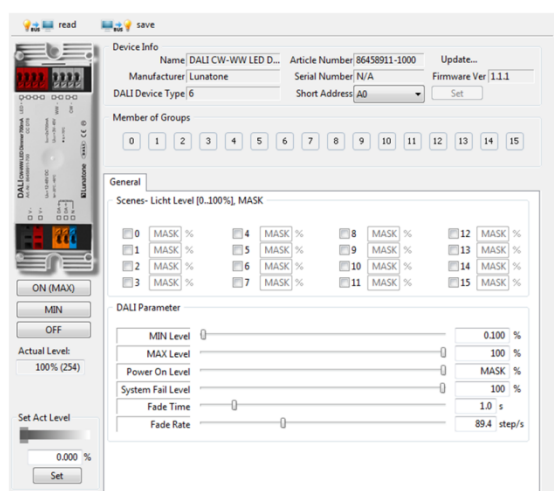 read save
Device Info
Name DALI CW-WW LED D... Article Number 86458911-1000 Update...
Manufacturer Lunatone Serial Number N/A Firmware Ver 1.1.1
DALI Device Type 6 Short Address A0 Set
Member of Groups
0 1 2 3 4 5 6 7 8 9 10 11 12 13 14 15
General
Scenes- Licht Level [0..100%], MASK
0 MASK % 4 MASK % 8 MASK % 12 MASK %
1 MASK % 5 MASK % 9 MASK % 13 MASK %
2 MASK % 6 MASK % 10 MASK % 14 MASK %
3 MASK % 7 MASK % 11 MASK % 15 MASK %
DALI Parameter
MIN Level 0.100 %
MAX Level 100 %
Power On Level MASK %
System Fail Level 100 %
Fade Time 1.0 s
Fade Rate 89.4 step/s
DALI
Lunatone
ON (MAX)
MIN
OFF
Actual Level:
100% (254)
Set Act Level
0.000 %
Set